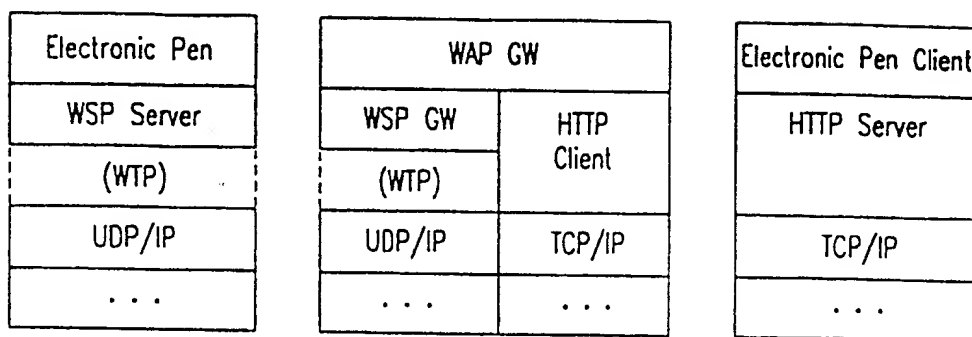 Electronic Pen
WSP Server
(WTP)
UDP/IP
. . .
WAP GW
WSP GW
(WTP)
UDP/IP
. . .
HTTP
Client
TCP/IP
. . .
Electronic Pen Client
HTTP Server
TCP/IP
. . .